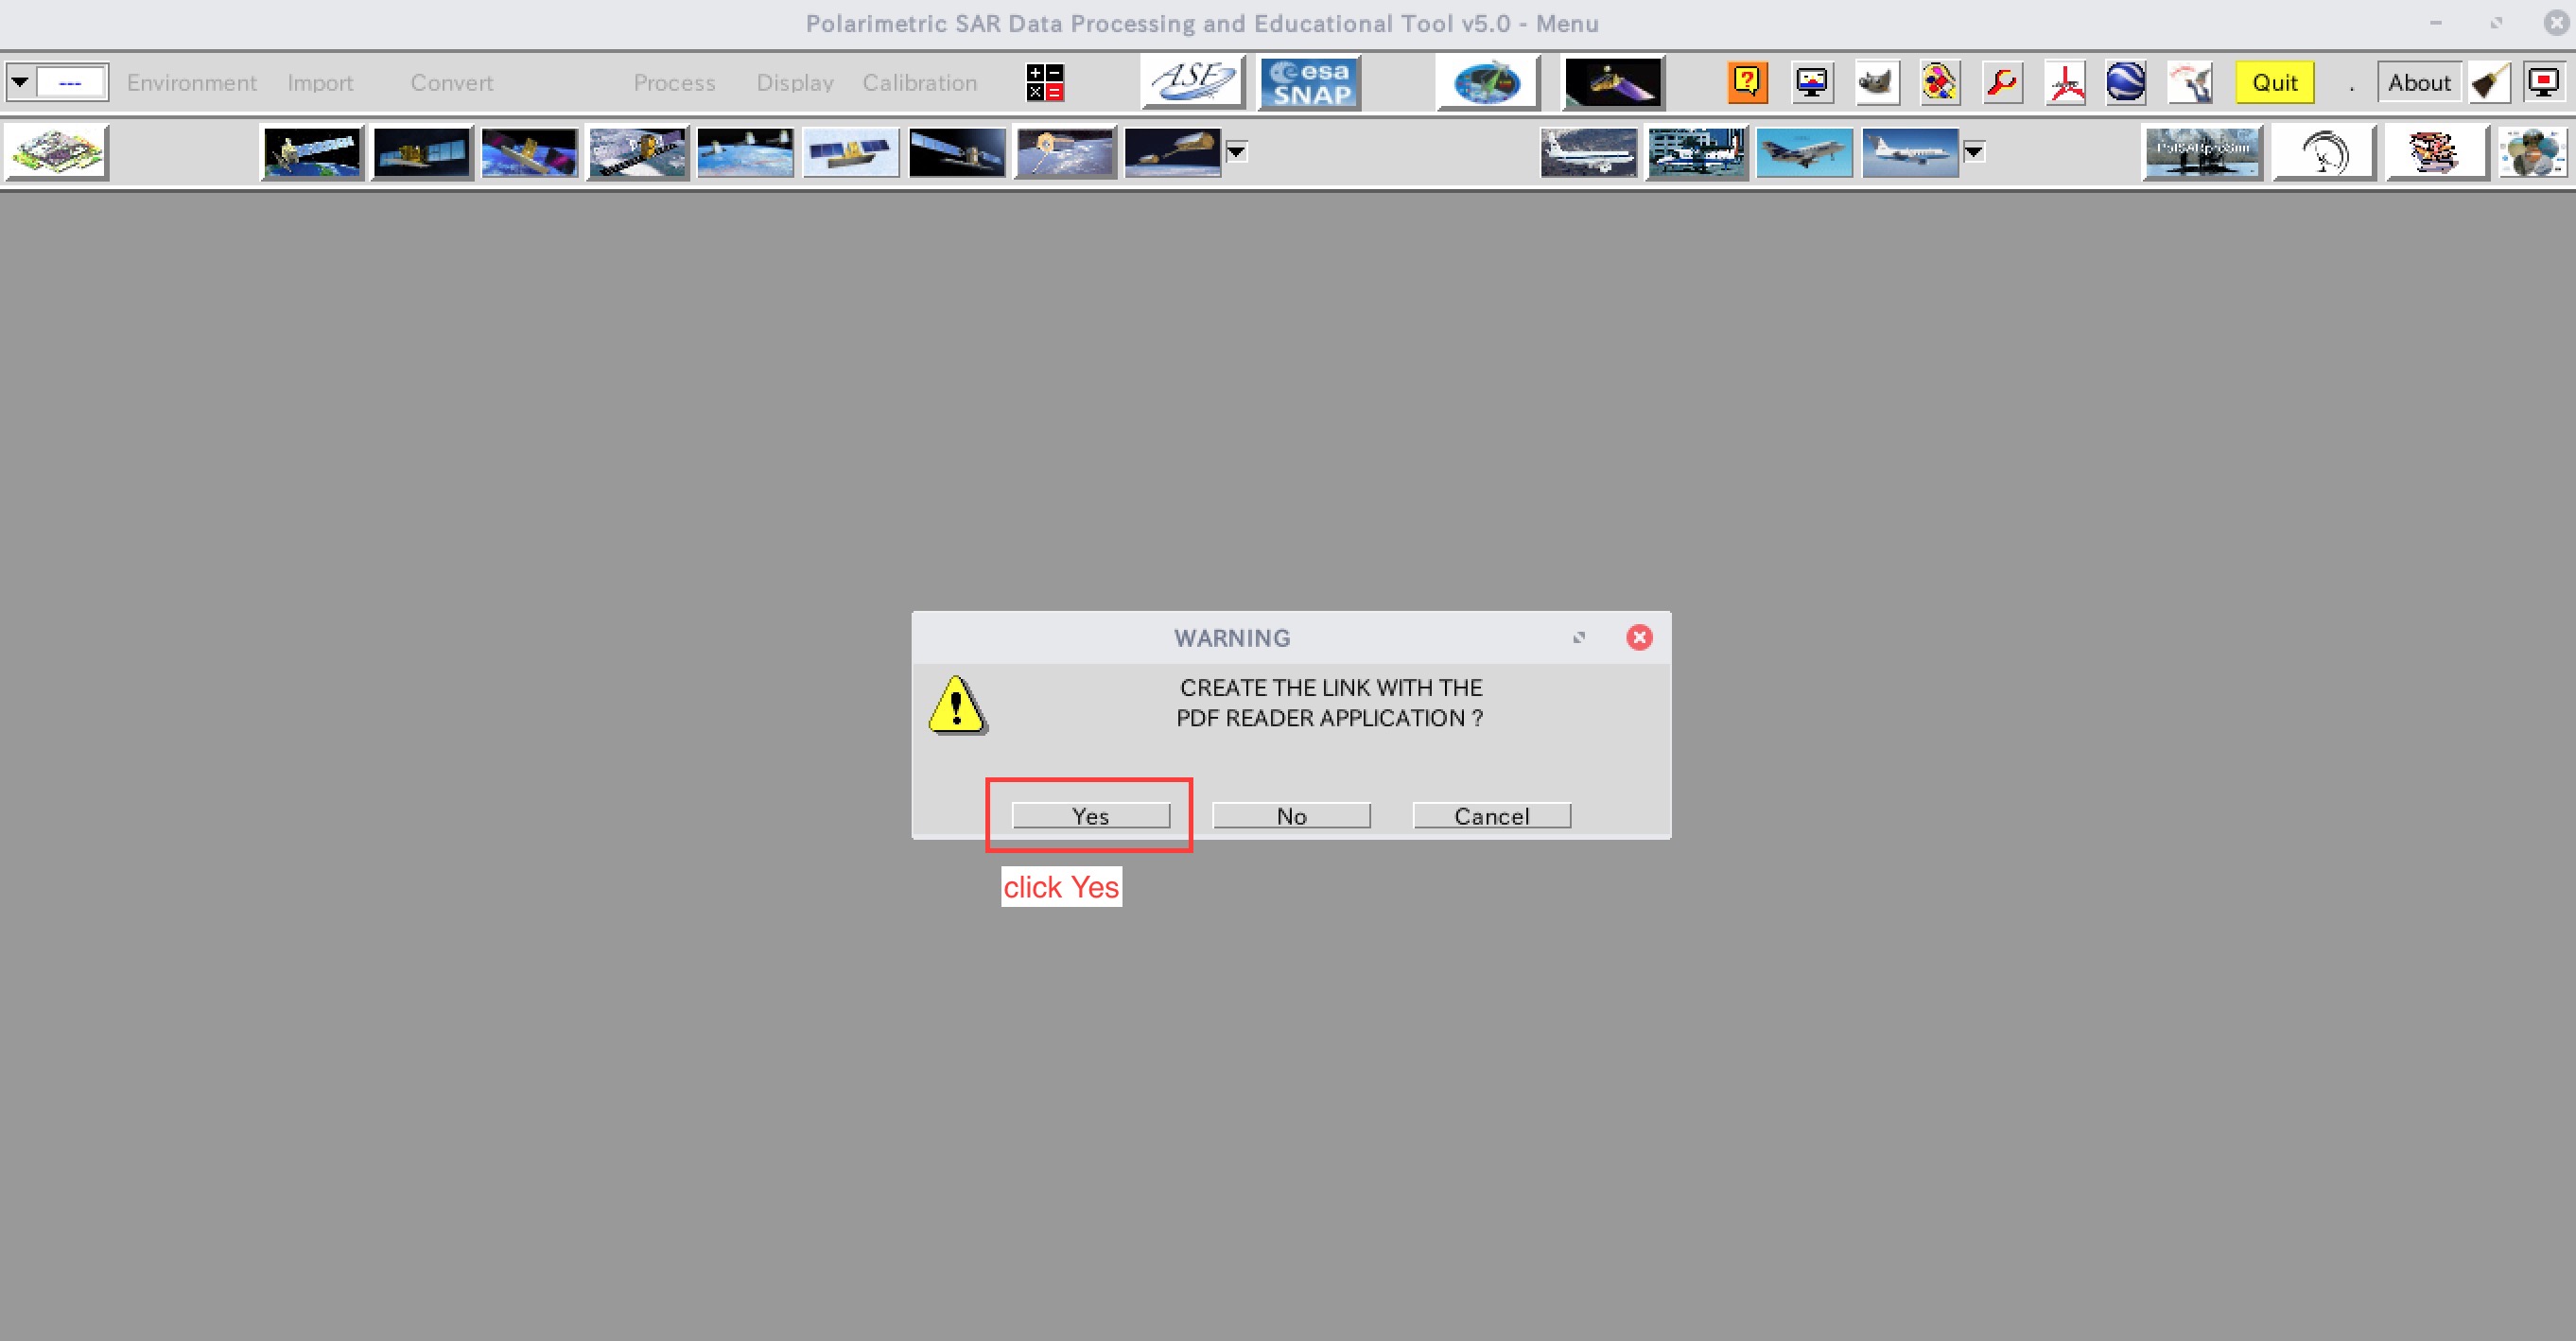 Polarimetric SAR Data Processing and Educational Tool v5.0 - Menu
--- Environment Import Convert Process Display Calibration ASF esa SNAP Quit . About
PolSARproSim
WARNING
CREATE THE LINK WITH THE
PDF READER APPLICATION ?
Yes No Cancel
click Yes